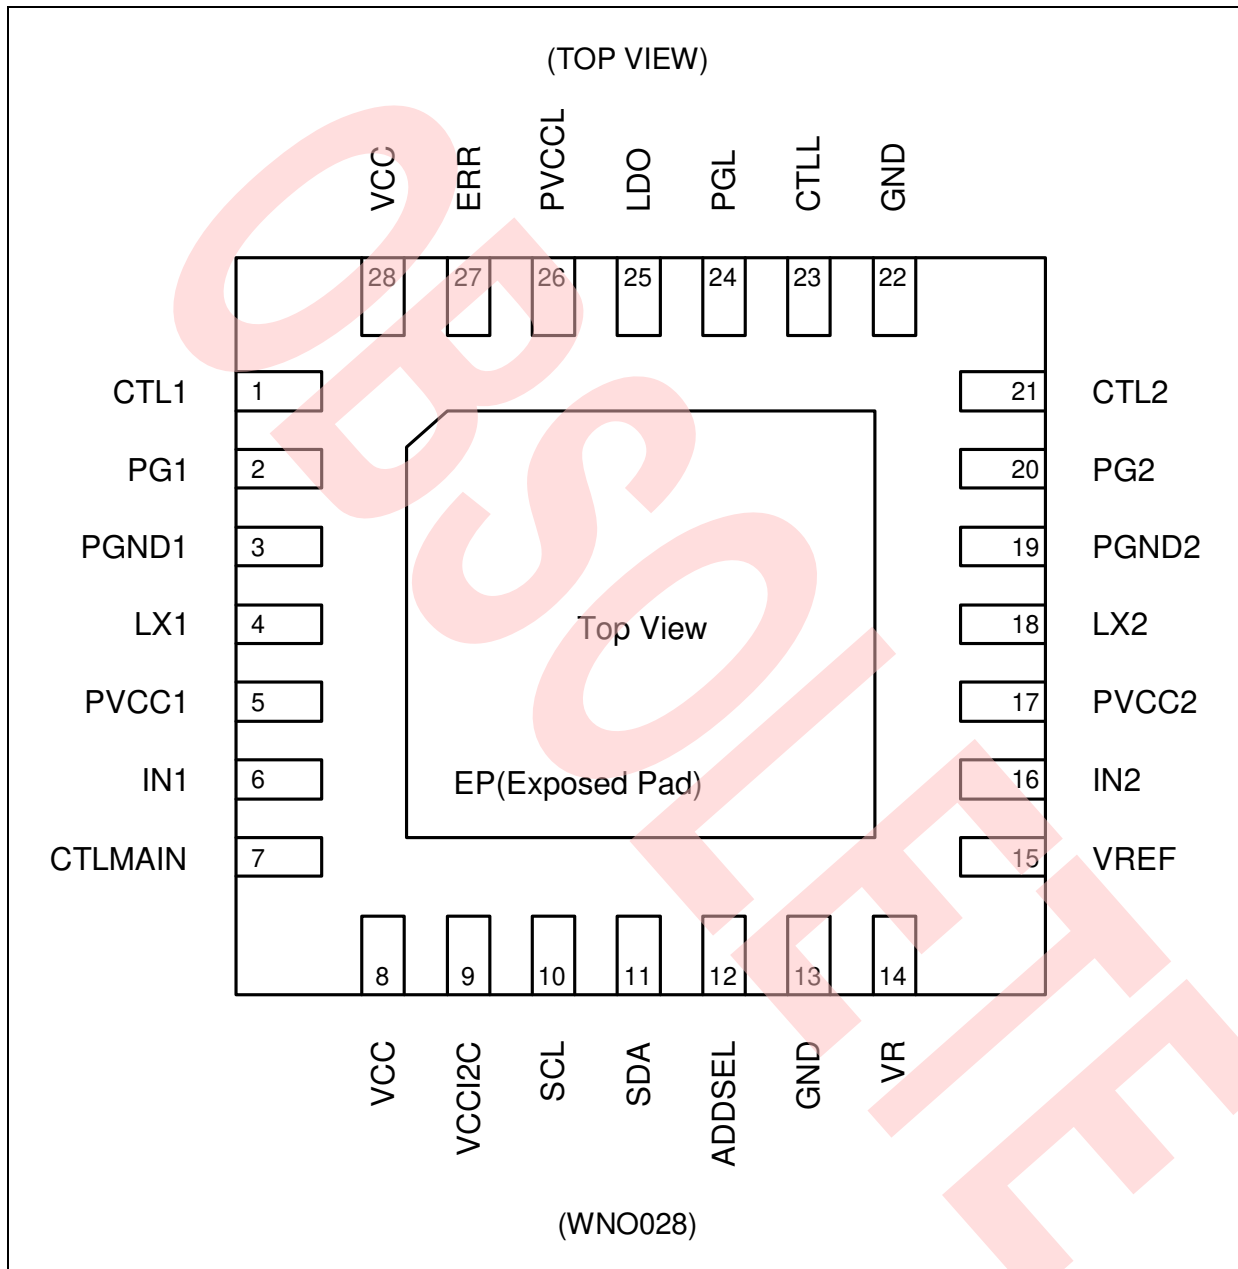 (TOP VIEW)
VCC
ERR
PVCCL
LDO
PGL
CTLL
GND
28 27 26 25 24 23 22
CTL1 1 21 CTL2
PG1 2 20 PG2
PGND1 3 19 PGND2
LX1 4 Top View 18 LX2
PVCC1 5 17 PVCC2
IN1 6 EP(Exposed Pad) 16 IN2
CTLMAIN 7 15 VREF
8 9 10 11 12 13 14
VCC
VCCI2C
SCL
SDA
ADDSEL
GND
VR
(WNO028)
OBSOLETE